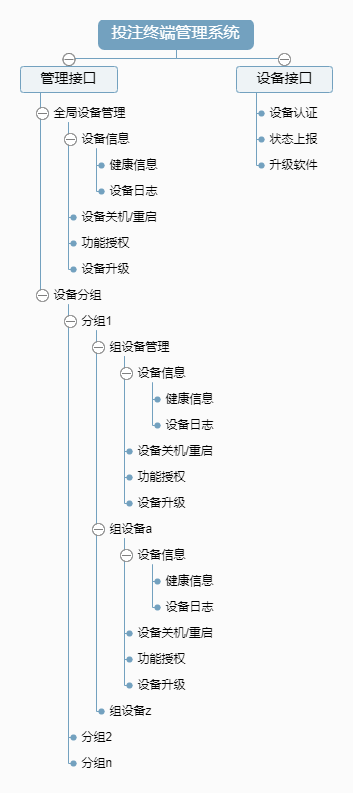 投注终端管理系统
管理接口
设备接口
全局设备管理
设备认证
设备信息
状态上报
健康信息
升级软件
设备日志
设备关机/重启
功能授权
设备升级
设备分组
分组1
组设备管理
设备信息
健康信息
设备日志
设备关机/重启
功能授权
设备升级
组设备a
设备信息
健康信息
设备日志
设备关机/重启
功能授权
设备升级
组设备z
分组2
分组n